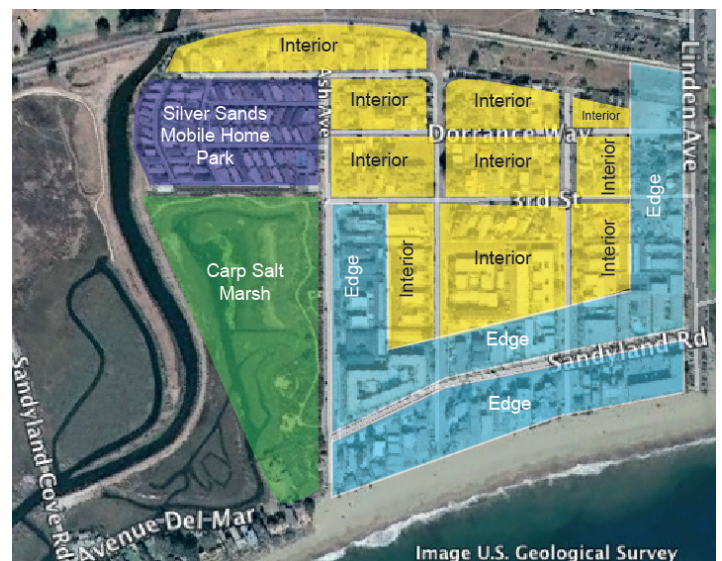 St
Interior
Linden Ave
Ash Ave
Silver Sands
Mobile Home
Park
Interior
Interior
Interior
Dorrance Way
Interior
Interior
Interior
3rd St
Edge
Carp Salt
Marsh
Edge
Interior
Interior
Interior
Edge
Sandyland Rd
Edge
Sandyland Cove Rd
Avenue Del Mar
Image U.S. Geological Survey